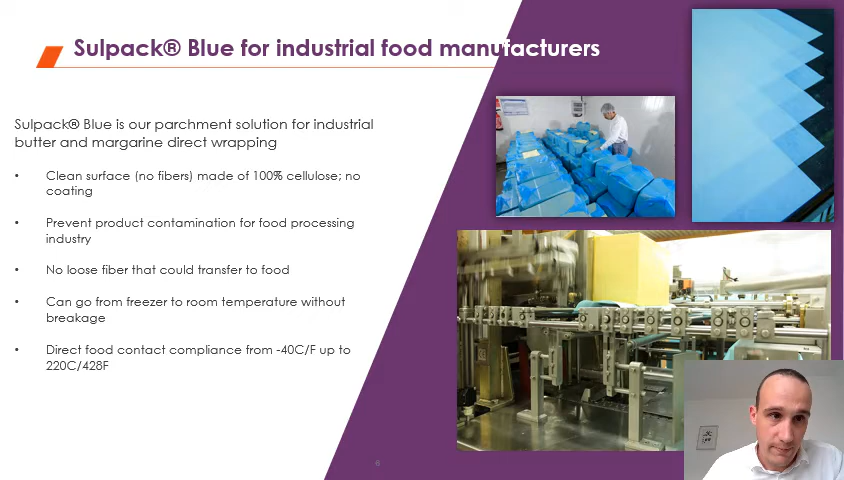 Sulpack® Blue for industrial food manufacturers
Sulpack® Blue is our parchment solution for industrial
butter and margarine direct wrapping
• Clean surface (no fibers) made of 100% cellulose; no
coating
• Prevent product contamination for food processing
industry
• No loose fiber that could transfer to food
• Can go from freezer to room temperature without
breakage
• Direct food contact compliance from -40C/F up to
220C/428F
6